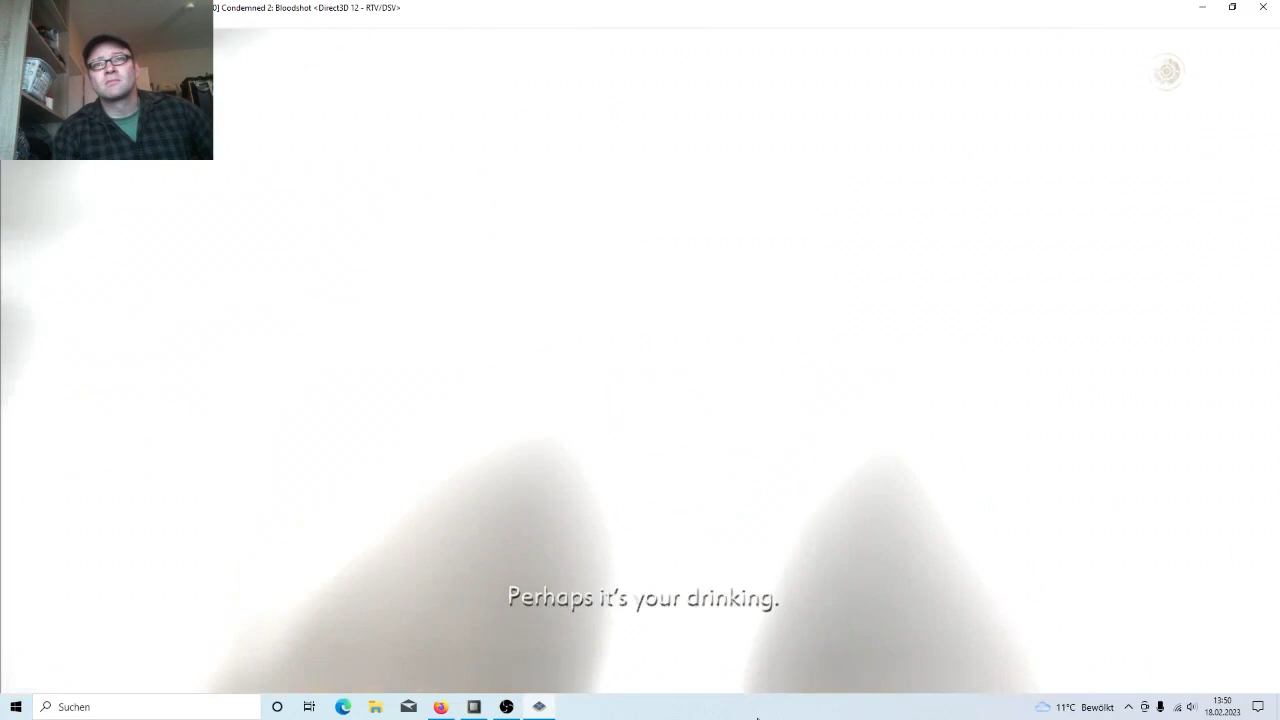 0] Condemned 2: Bloodshot <Direct3D 12 - RTV/DSV>
Perhaps it's your drinking.
Suchen
11°C Bewölkt
13:50
18.02.2023